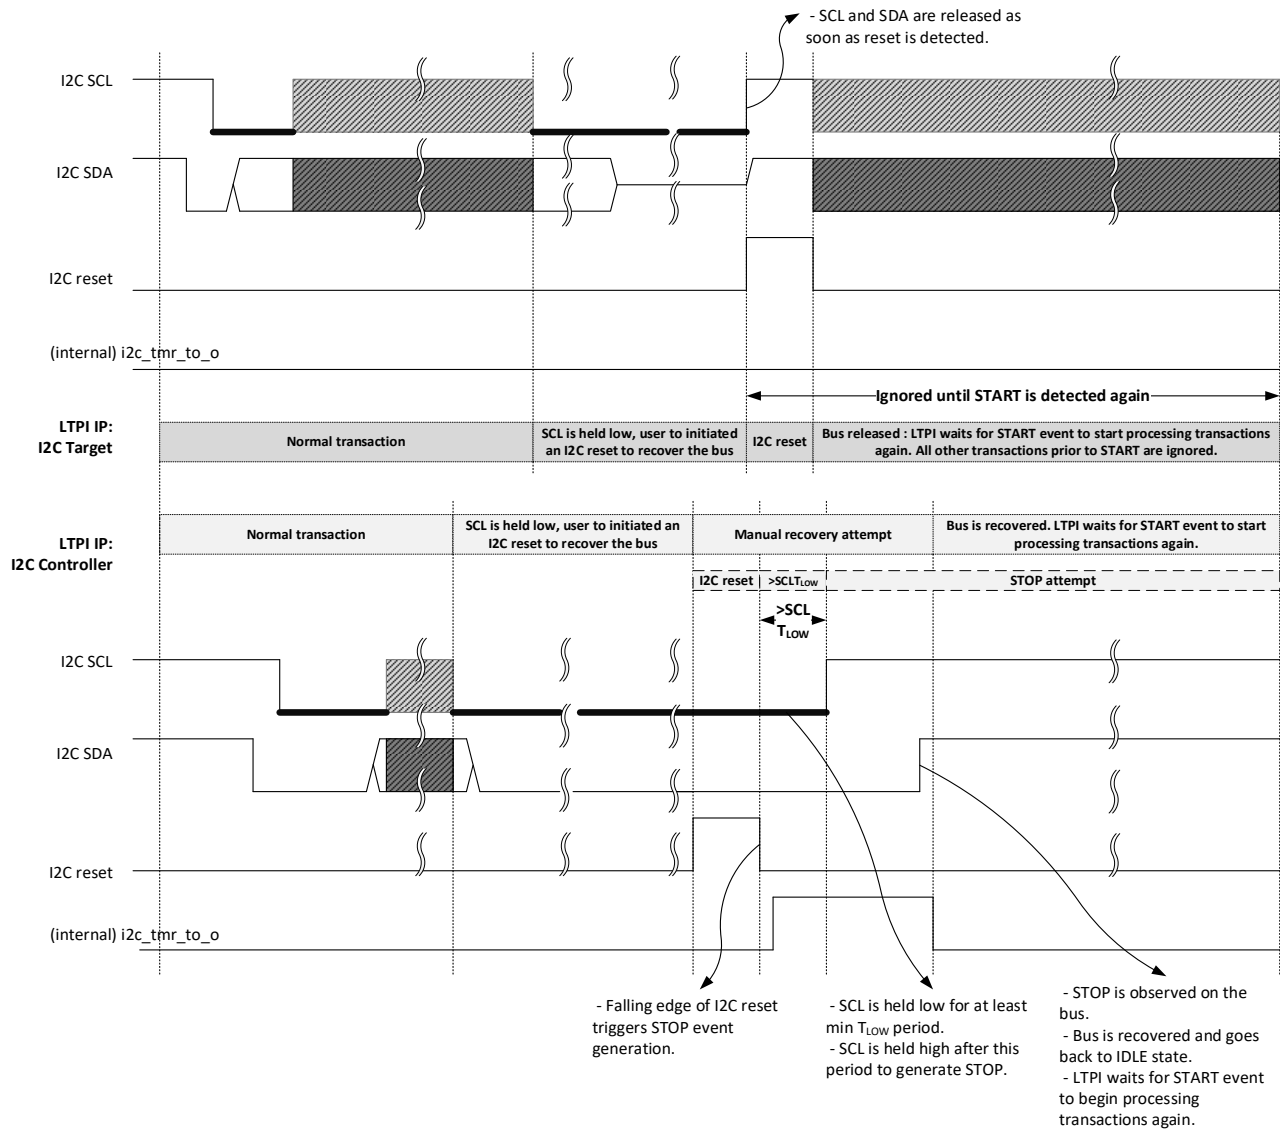 - SCL and SDA are released as
soon as reset is detected.
I2C SCL
I2C SDA
I2C reset
(internal) i2c_tmr_to_o
Ignored until START is detected again
LTPI IP:
I2C Target
Normal transaction
SCL is held low, user to initiated
an I2C reset to recover the bus
I2C reset
Bus released : LTPI waits for START event to start processing transactions
again. All other transactions prior to START are ignored.
LTPI IP:
I2C Controller
Normal transaction
SCL is held low, user to initiated an
I2C reset to recover the bus
Manual recovery attempt
Bus is recovered. LTPI waits for START event to start
processing transactions again.
I2C reset
>SCLTLOW
STOP attempt
>SCL
TLOW
I2C SCL
I2C SDA
I2C reset
(internal) i2c_tmr_to_o
- Falling edge of I2C reset
triggers STOP event
generation.
- SCL is held low for at least
min TLOW period.
- SCL is held high after this
period to generate STOP.
- STOP is observed on the
bus.
- Bus is recovered and goes
back to IDLE state.
- LTPI waits for START event
to begin processing
transactions again.